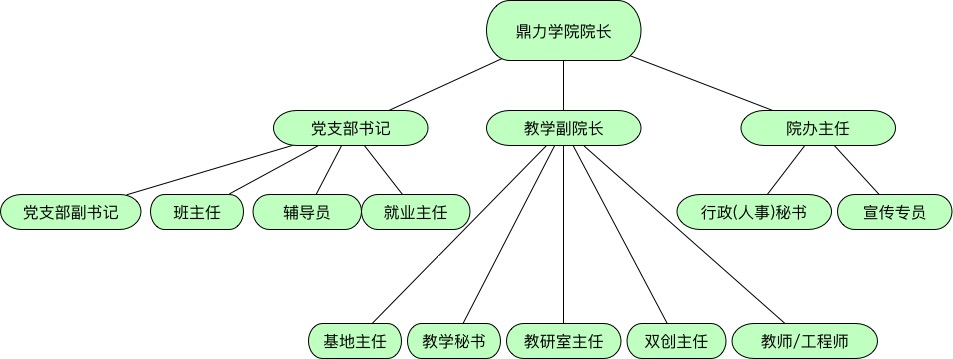 鼎力学院院长
党支部书记
教学副院长
院办主任
党支部副书记
班主任
辅导员
就业主任
行政(人事)秘书
宣传专员
基地主任
教学秘书
教研室主任
双创主任
教师/工程师